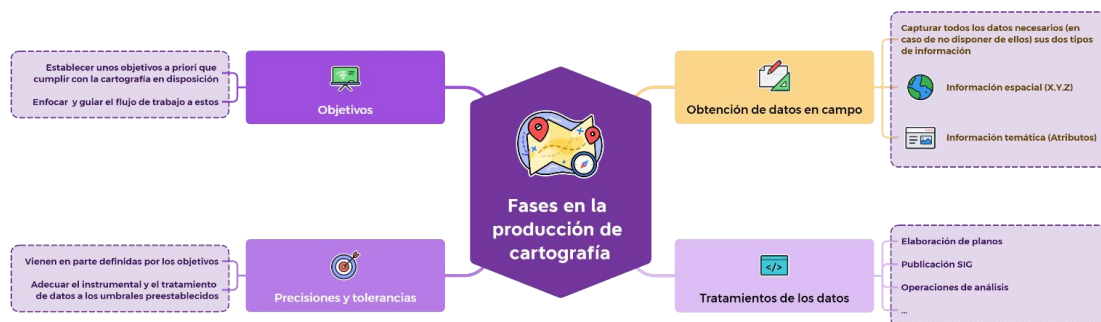 Establecer unos objetivos a priori que
cumplir con la cartografía en disposición
Enfocar y guiar el flujo de trabajo a estos
Objetivos
Vienen en parte definidas por los objetivos
Adecuar el instrumental y el tratamiento
de datos a los umbrales preestablecidos
Precisiones y tolerancias
Fases en la
producción de
cartografía
Obtención de datos en campo
Capturar todos los datos necesarios (en
caso de no disponer de ellos) sus dos tipos
de información
Información espacial (X,Y,Z)
Información temática (Atributos)
Tratamientos de los datos
Elaboración de planos
Publicación SIG
Operaciones de análisis
...